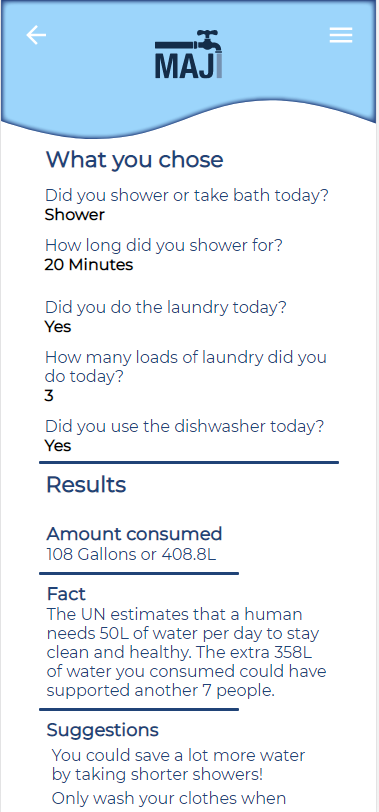 MAJi
What you chose
Did you shower or take bath today?
Shower
How long did you shower for?
20 Minutes
Did you do the laundry today?
Yes
How many loads of laundry did you
do today?
3
Did you use the dishwasher today?
Yes
Results
Amount consumed
108 Gallons or 408.8L
Fact
The UN estimates that a human
needs 50L of water per day to stay
clean and healthy. The extra 358L
of water you consumed could have
supported another 7 people.
Suggestions
You could save a lot more water
by taking shorter showers!
Only wash your clothes when